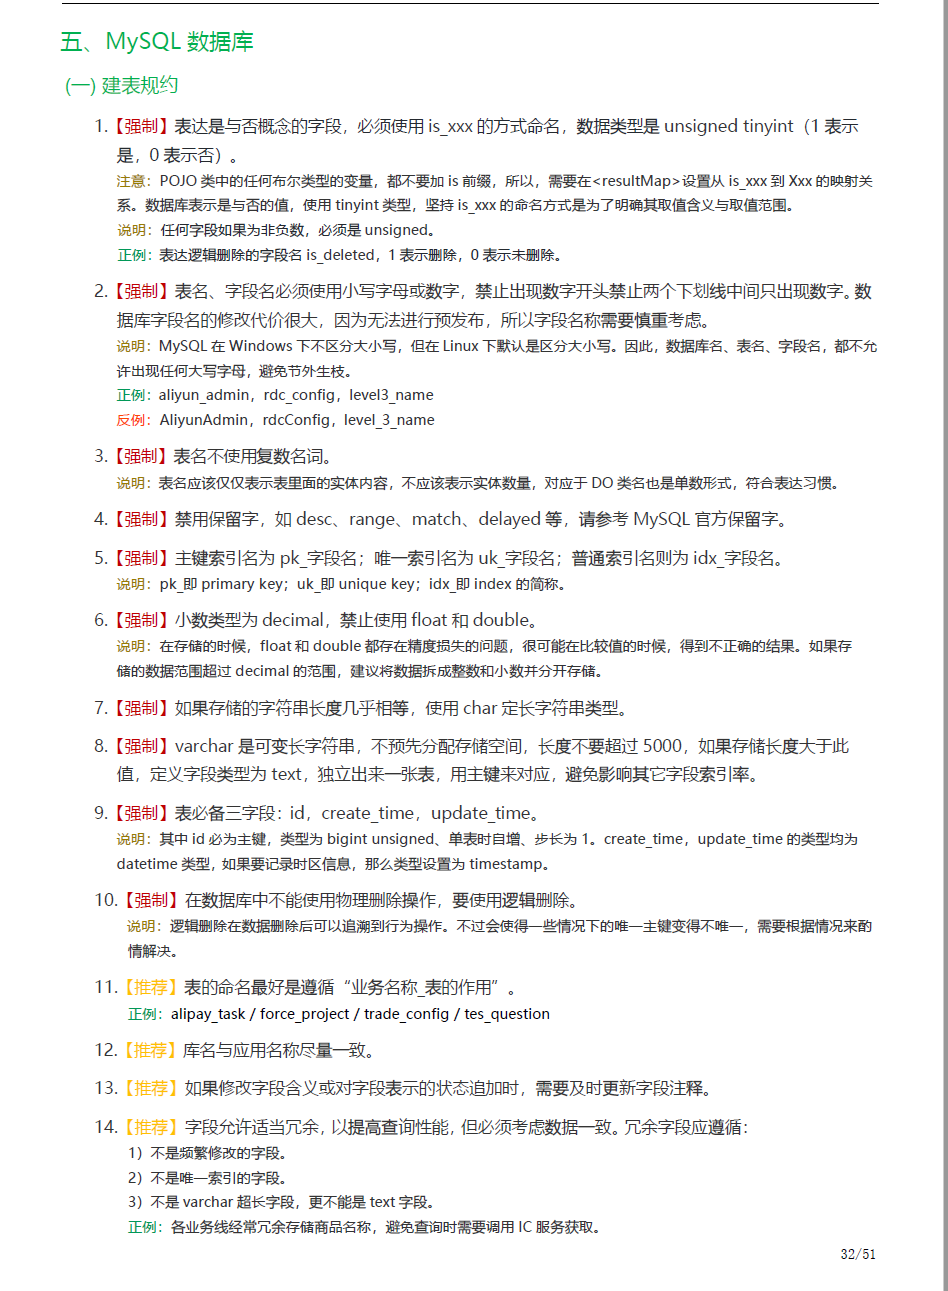 五、MySQL 数据库
(一) 建表规约
1.【强制】表达是与否概念的字段，必须使用 is_xxx 的方式命名，数据类型是 unsigned tinyint（1 表示
是，0 表示否）。
注意：POJO 类中的任何布尔类型的变量，都不要加 is 前缀，所以，需要在<resultMap>设置从 is_xxx 到 Xxx 的映射关
系。数据库表示是与否的值，使用 tinyint 类型，坚持 is_xxx 的命名方式是为了明确其取值含义与取值范围。
说明：任何字段如果为非负数，必须是 unsigned。
正例：表达逻辑删除的字段名 is_deleted，1 表示删除，0 表示未删除。
2.【强制】表名、字段名必须使用小写字母或数字，禁止出现数字开头禁止两个下划线中间只出现数字。数
据库字段名的修改代价很大，因为无法进行预发布，所以字段名称需要慎重考虑。
说明：MySQL 在 Windows 下不区分大小写，但在 Linux 下默认是区分大小写。因此，数据库名、表名、字段名，都不允
许出现任何大写字母，避免节外生枝。
正例：aliyun_admin，rdc_config，level3_name
反例：AliyunAdmin，rdcConfig，level_3_name
3.【强制】表名不使用复数名词。
说明：表名应该仅仅表示表里面的实体内容，不应该表示实体数量，对应于 DO 类名也是单数形式，符合表达习惯。
4.【强制】禁用保留字，如 desc、range、match、delayed 等，请参考 MySQL 官方保留字。
5.【强制】主键索引名为 pk_字段名；唯一索引名为 uk_字段名；普通索引名则为 idx_字段名。
说明：pk_即 primary key；uk_即 unique key；idx_即 index 的简称。
6.【强制】小数类型为 decimal，禁止使用 float 和 double。
说明：在存储的时候，float 和 double 都存在精度损失的问题，很可能在比较值的时候，得到不正确的结果。如果存
储的数据范围超过 decimal 的范围，建议将数据拆成整数和小数并分开存储。
7.【强制】如果存储的字符串长度几乎相等，使用 char 定长字符串类型。
8.【强制】varchar 是可变长字符串，不预先分配存储空间，长度不要超过 5000，如果存储长度大于此
值，定义字段类型为 text，独立出来一张表，用主键来对应，避免影响其它字段索引率。
9.【强制】表必备三字段：id，create_time，update_time。
说明：其中 id 必为主键，类型为 bigint unsigned、单表时自增、步长为 1。create_time，update_time 的类型均为
datetime 类型，如果要记录时区信息，那么类型设置为 timestamp。
10.【强制】在数据库中不能使用物理删除操作，要使用逻辑删除。
说明：逻辑删除在数据删除后可以追溯到行为操作。不过会使得一些情况下的唯一主键变得不唯一，需要根据情况来酌
情解决。
11.【推荐】表的命名最好是遵循“业务名称_表的作用”。
正例：alipay_task / force_project / trade_config / tes_question
12.【推荐】库名与应用名称尽量一致。
13.【推荐】如果修改字段含义或对字段表示的状态追加时，需要及时更新字段注释。
14.【推荐】字段允许适当冗余，以提高查询性能，但必须考虑数据一致。冗余字段应遵循：
1）不是频繁修改的字段。
2）不是唯一索引的字段。
3）不是 varchar 超长字段，更不能是 text 字段。
正例：各业务线经常冗余存储商品名称，避免查询时需要调用 IC 服务获取。
32/51